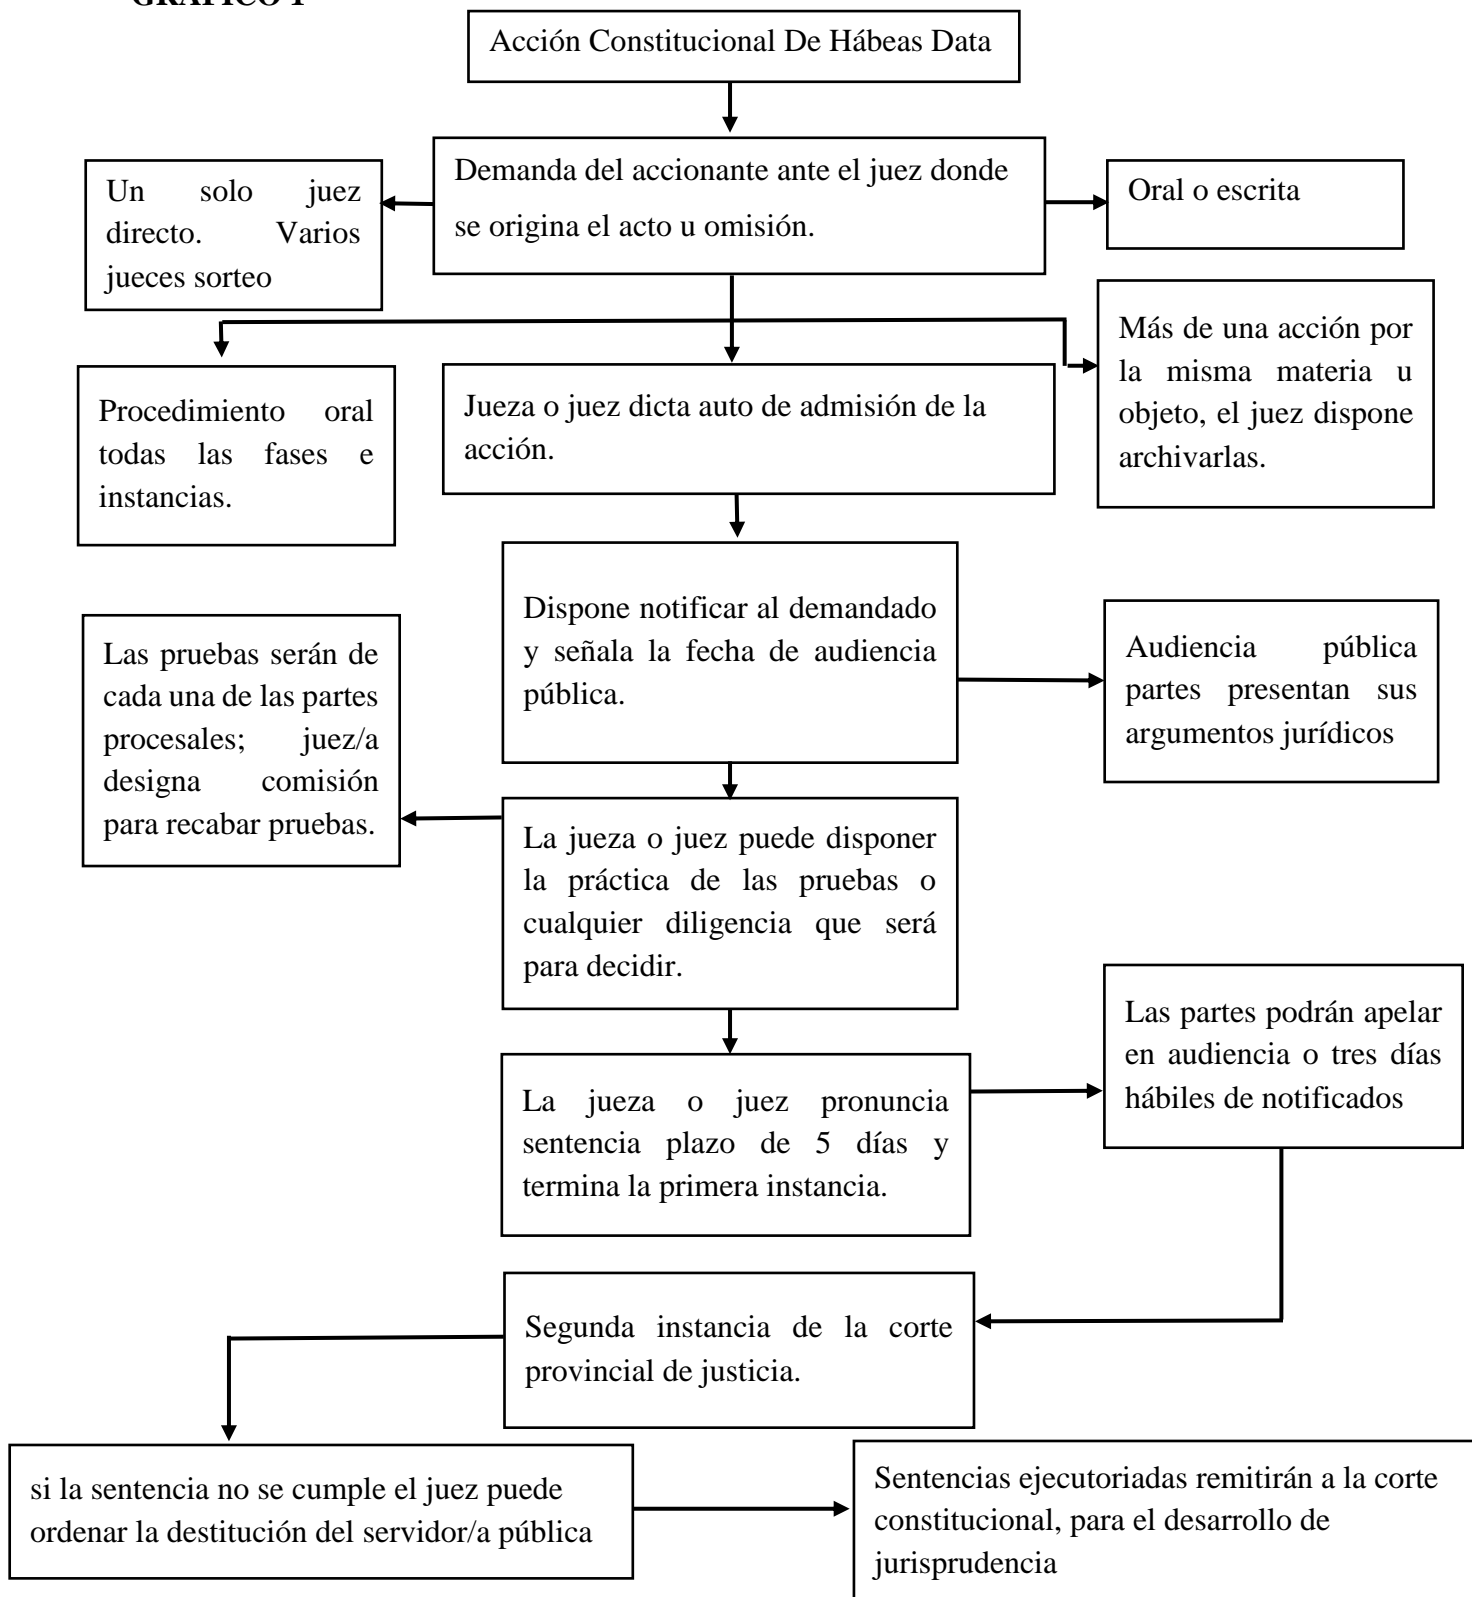 GRÁFICO 1
Acción Constitucional De Hábeas Data
Demanda del accionante ante el juez donde
se origina el acto u omisión.
Un solo juez
directo. Varios
jueces sorteo
Oral o escrita
Más de una acción por
la misma materia u
objeto, el juez dispone
archivarlas.
Procedimiento oral
todas las fases e
instancias.
Jueza o juez dicta auto de admisión de la
acción.
Dispone notificar al demandado
y señala la fecha de audiencia
pública.
Las pruebas serán de
cada una de las partes
procesales; juez/a
designa comisión
para recabar pruebas.
Audiencia pública
partes presentan sus
argumentos jurídicos
La jueza o juez puede disponer
la práctica de las pruebas o
cualquier diligencia que será
para decidir.
Las partes podrán apelar
en audiencia o tres días
hábiles de notificados
La jueza o juez pronuncia
sentencia plazo de 5 días y
termina la primera instancia.
Segunda instancia de la corte
provincial de justicia.
si la sentencia no se cumple el juez puede
ordenar la destitución del servidor/a pública
Sentencias ejecutoriadas remitirán a la corte
constitucional, para el desarrollo de
jurisprudencia